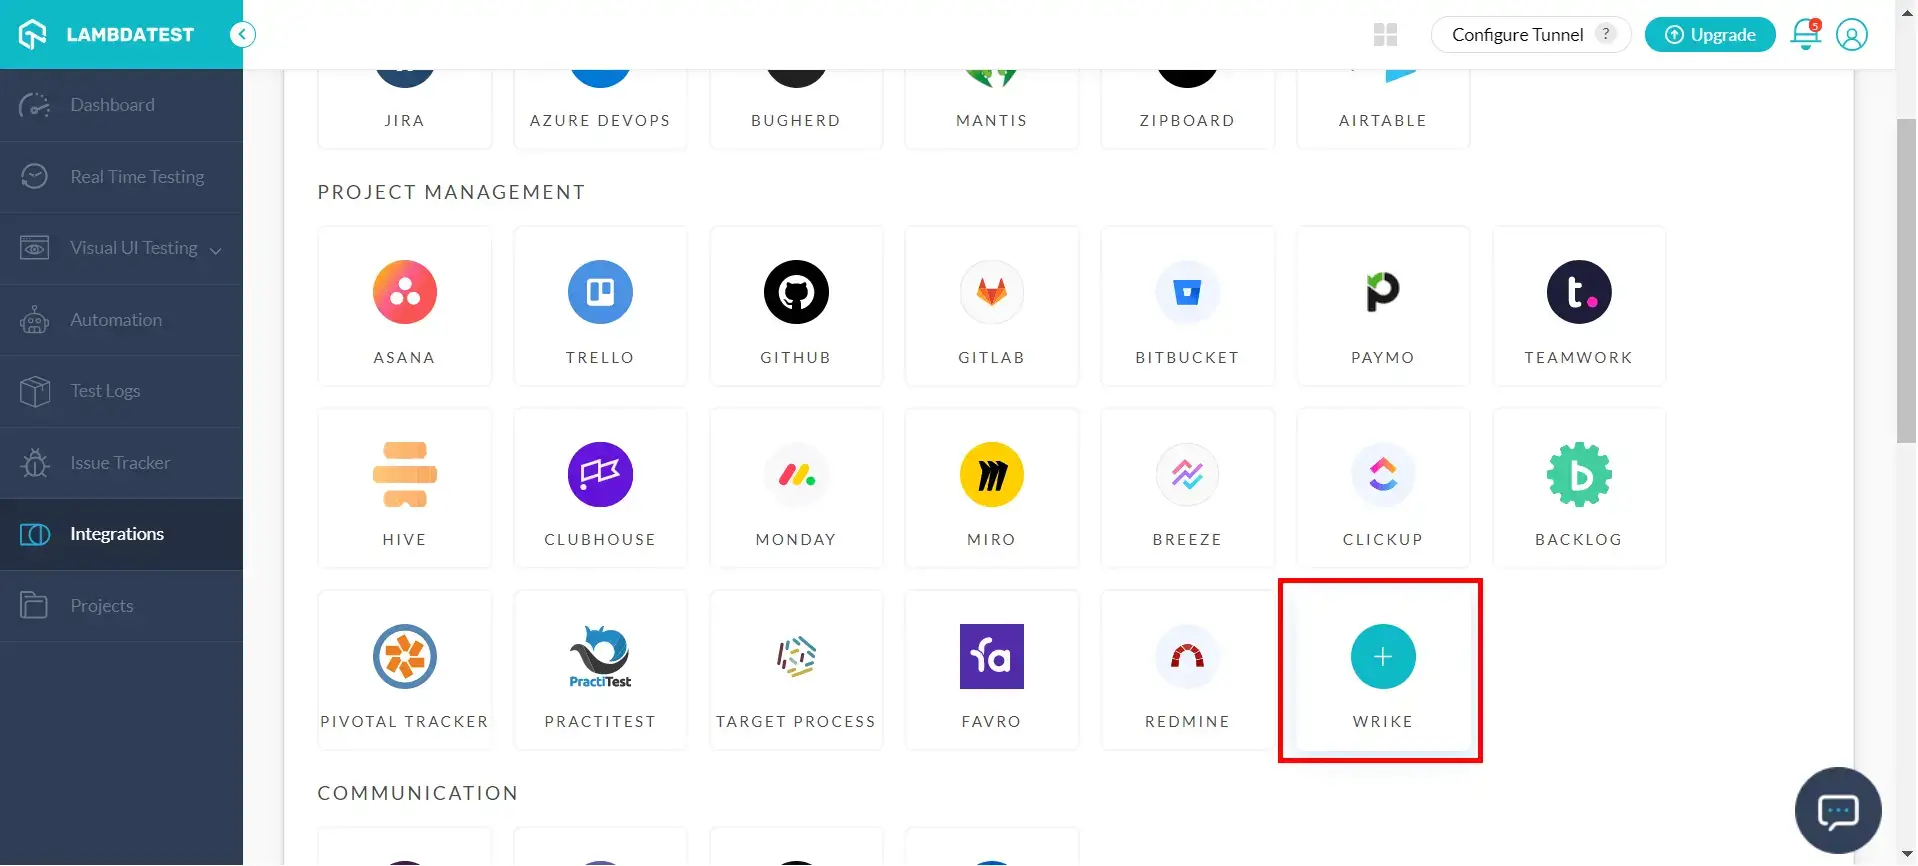 LAMBDATEST
Configure Tunnel ?
Upgrade
5
Dashboard
Real Time Testing
Visual UI Testing
Automation
Test Logs
Issue Tracker
Integrations
Projects
JIRA
AZURE DEVOPS
BUGHERD
MANTIS
ZIPBOARD
AIRTABLE
PROJECT MANAGEMENT
ASANA
TRELLO
GITHUB
GITLAB
BITBUCKET
PAYMO
t.
TEAMWORK
HIVE
CLUBHOUSE
MONDAY
MIRO
BREEZE
CLICKUP
b
BACKLOG
PIVOTAL TRACKER
PractiTest
PRACTITEST
TARGET PROCESS
fa
FAVRO
REDMINE
WRIKE
COMMUNICATION